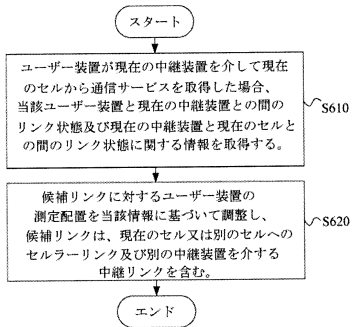 スタート
ユーザー装置が現在の中継装置を介して現在
のセルから通信サービスを取得した場合、
当該ユーザー装置と現在の中継装置との間の
リンク状態及び現在の中継装置と現在のセルと
の間のリンク状態に関する情報を取得する。
S610
候補リンクに対するユーザー装置の
測定配置を当該情報に基づいて調整し、
候補リンクは、現在のセル又は別のセルへの
セルラーリンク及び別の中継装置を介する
中継リンクを含む。
S620
エンド